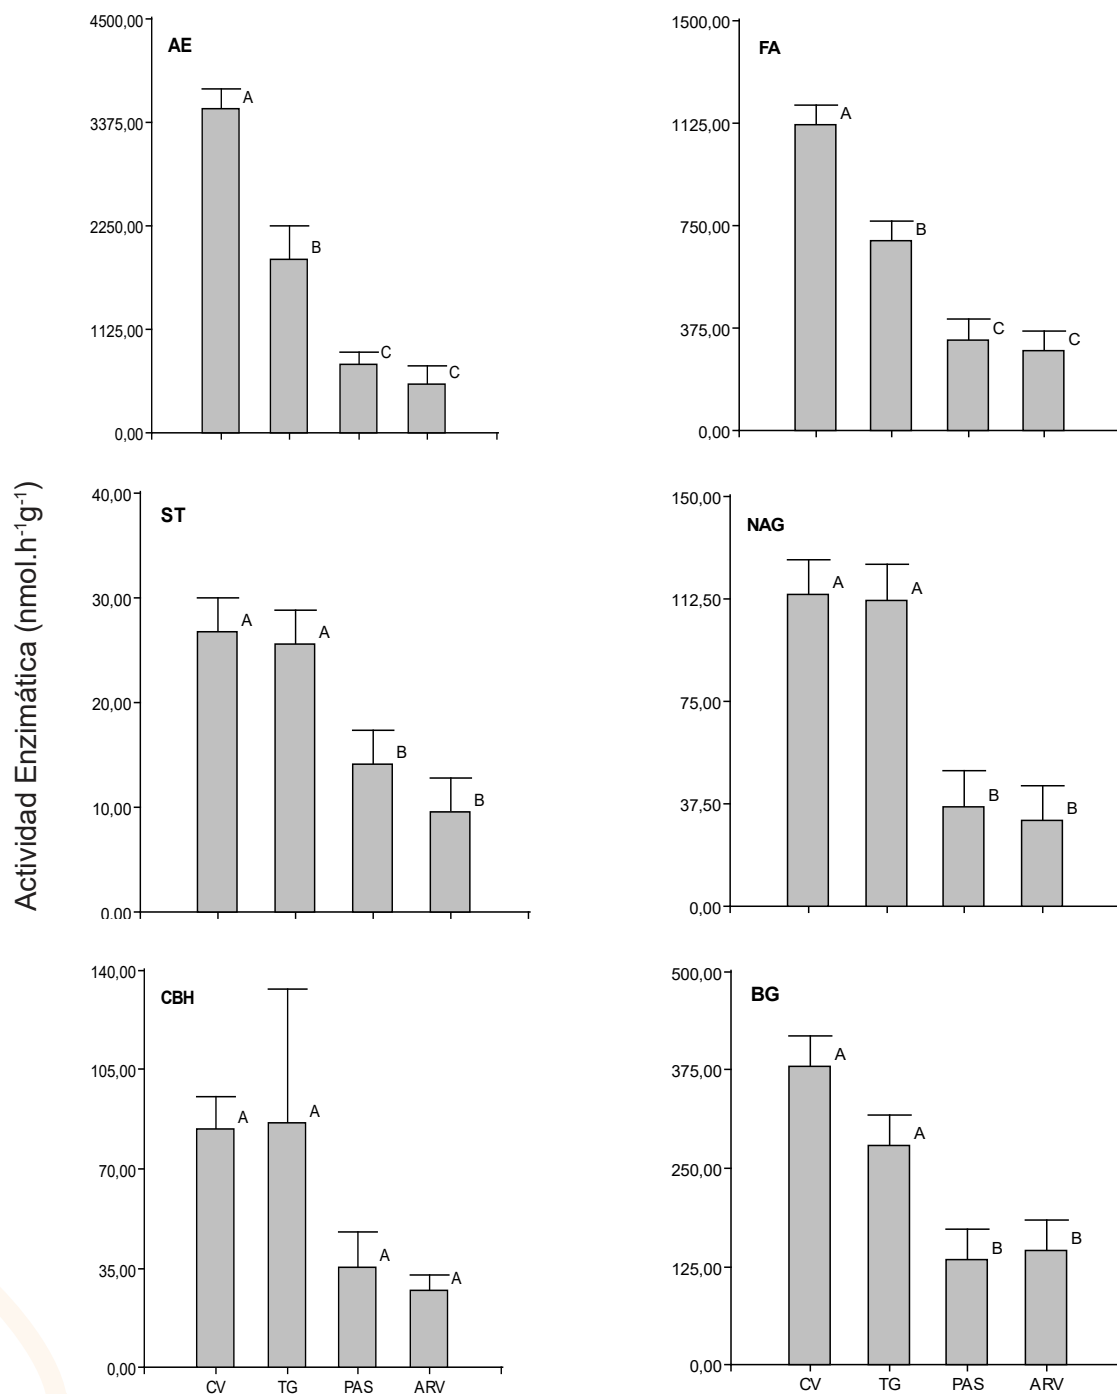 Actividad Enzimática (nmol.h⁻¹g⁻¹)
AE
4500,00
3375,00
2250,00
1125,00
0,00
A
B
C
C
FA
1500,00
1125,00
750,00
375,00
0,00
A
B
C
C
ST
40,00
30,00
20,00
10,00
0,00
A
A
B
B
NAG
150,00
112,50
75,00
37,50
0,00
A
A
B
B
CBH
140,00
105,00
70,00
35,00
0,00
A
A
A
A
CV TG PAS ARV
BG
500,00
375,00
250,00
125,00
0,00
A
A
B
B
CV TG PAS ARV